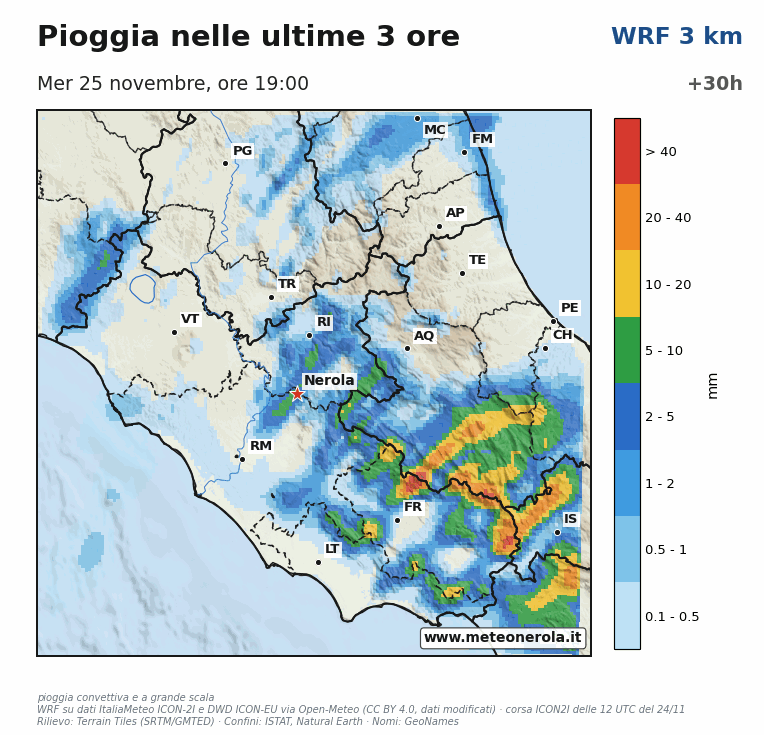 Pioggia nelle ultime 3 ore
WRF 3 km
Mer 25 novembre, ore 19:00
+30h
MC
FM
PG
AP
TE
TR
PE
VT
RI
AQ
CH
Nerola
RM
FR
IS
LT
www.meteonerola.it
> 40
20 - 40
10 - 20
5 - 10
2 - 5
1 - 2
0.5 - 1
0.1 - 0.5
mm
pioggia convettiva e a grande scala
WRF su dati ItaliaMeteo ICON-2I e DWD ICON-EU via Open-Meteo (CC BY 4.0, dati modificati) · corsa ICON2I delle 12 UTC del 24/11
Rilievo: Terrain Tiles (SRTM/GMTED) · Confini: ISTAT, Natural Earth · Nomi: GeoNames